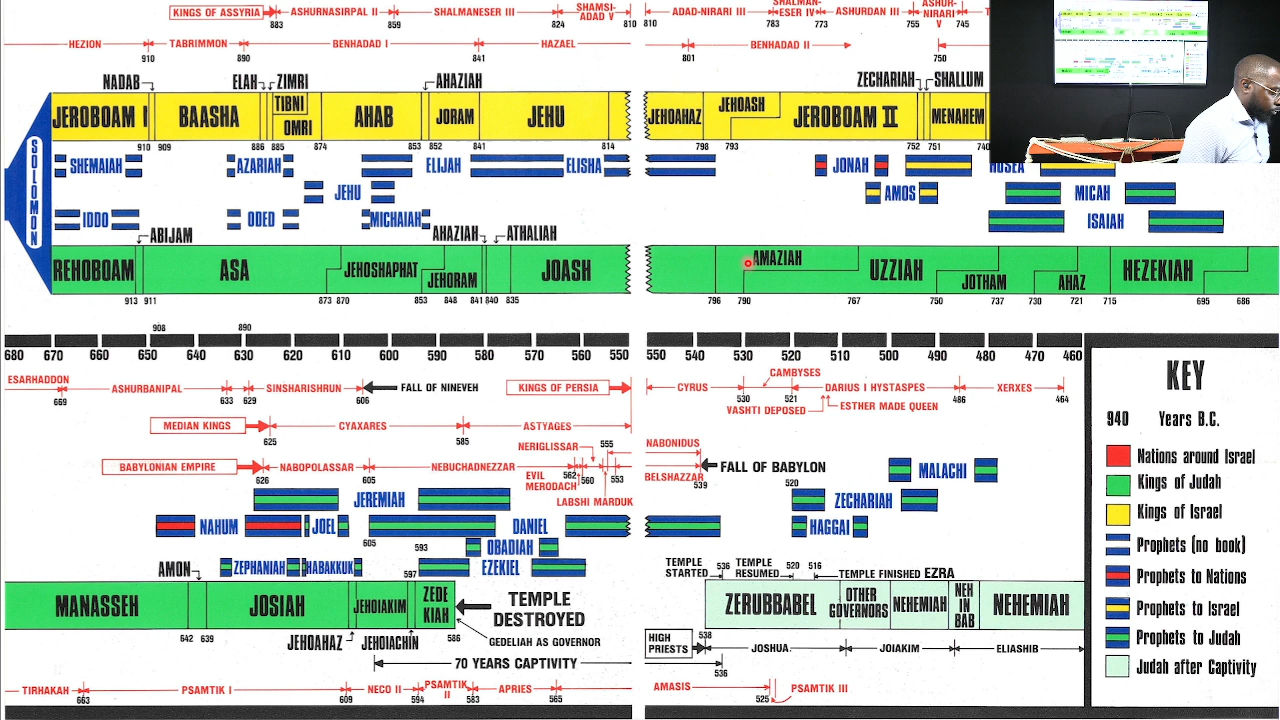 KINGS OF ASSYRIA ASHURNASIRPAL II SHALMANESER III SHAMSI-ADAD V ADAD-NIRARI III SHALMAN-ESER IV ASHURDAN III ASHUR-NIRARI V
883 859 824 810 810 783 773 755 745
HEZION TABRIMMON BENHADAD I HAZAEL BENHADAD II
910 890 841 801 750
NADAB ELAH ZIMRI AHAZIAH ZECHARIAH SHALLUM
JEROBOAM I BAASHA TIBNI OMRI AHAB JORAM JEHU JEHOAHAZ JEHOASH JEROBOAM II MENAHEM
910 909 886 885 874 853 852 841 814 798 793 752 751 740
SOLOMON
SHEMAIAH AZARIAH ELIJAH ELISHA JONAH HOSEA
JEHU AMOS MICAH
IDDO ODED MICHAIAH ISAIAH
ABIJAM AHAZIAH ATHALIAH
REHOBOAM ASA JEHOSHAPHAT JEHORAM JOASH AMAZIAH UZZIAH JOTHAM AHAZ HEZEKIAH
913 911 873 870 853 848 841 840 835 796 790 767 750 737 730 721 715 695 686
908 890
680 670 660 650 640 630 620 610 600 590 580 570 560 550 550 540 530 520 510 500 490 480 470 460
ESARHADDON ASHURBANIPAL SINSHARISHRUN FALL OF NINEVEH KINGS OF PERSIA CYRUS CAMBYSES DARIUS I HYSTASPES XERXES
669 633 629 606 530 521 486 464
VASHTI DEPOSED ESTHER MADE QUEEN
MEDIAN KINGS CYAXARES ASTYAGES
625 585
NERIGLISSAR 555 NABONIDUS
BABYLONIAN EMPIRE NABOPOLASSAR NEBUCHADNEZZAR EVIL MERODACH LABSHI MARDUK BELSHAZZAR FALL OF BABYLON
626 605 562 560 553 539
JEREMIAH MALACHI
520
ZECHARIAH
NAHUM JOEL DANIEL HAGGAI
605 593
OBADIAH
ZEPHANIAH HABAKKUK EZEKIEL
AMON 597
TEMPLE STARTED 536 TEMPLE RESUMED 520 516 TEMPLE FINISHED EZRA
MANASSEH JOSIAH JEHOIAKIM ZEDEKIAH TEMPLE DESTROYED ZERUBBABEL OTHER GOVERNORS NEHEMIAH NEH IN BAB NEHEMIAH
642 639 JEHOAHAZ JEHOIACHIN 586 GEDELIAH AS GOVERNOR
HIGH PRIESTS 538 JOSHUA JOIAKIM ELIASHIB
70 YEARS CAPTIVITY 536
TIRHAKAH PSAMTIK I NECO II PSAMTIK II APRIES AMASIS PSAMTIK III
663 609 594 583 565 525
KEY
940 Years B.C.
Nations around Israel
Kings of Judah
Kings of Israel
Prophets (no book)
Prophets to Nations
Prophets to Israel
Prophets to Judah
Judah after Captivity